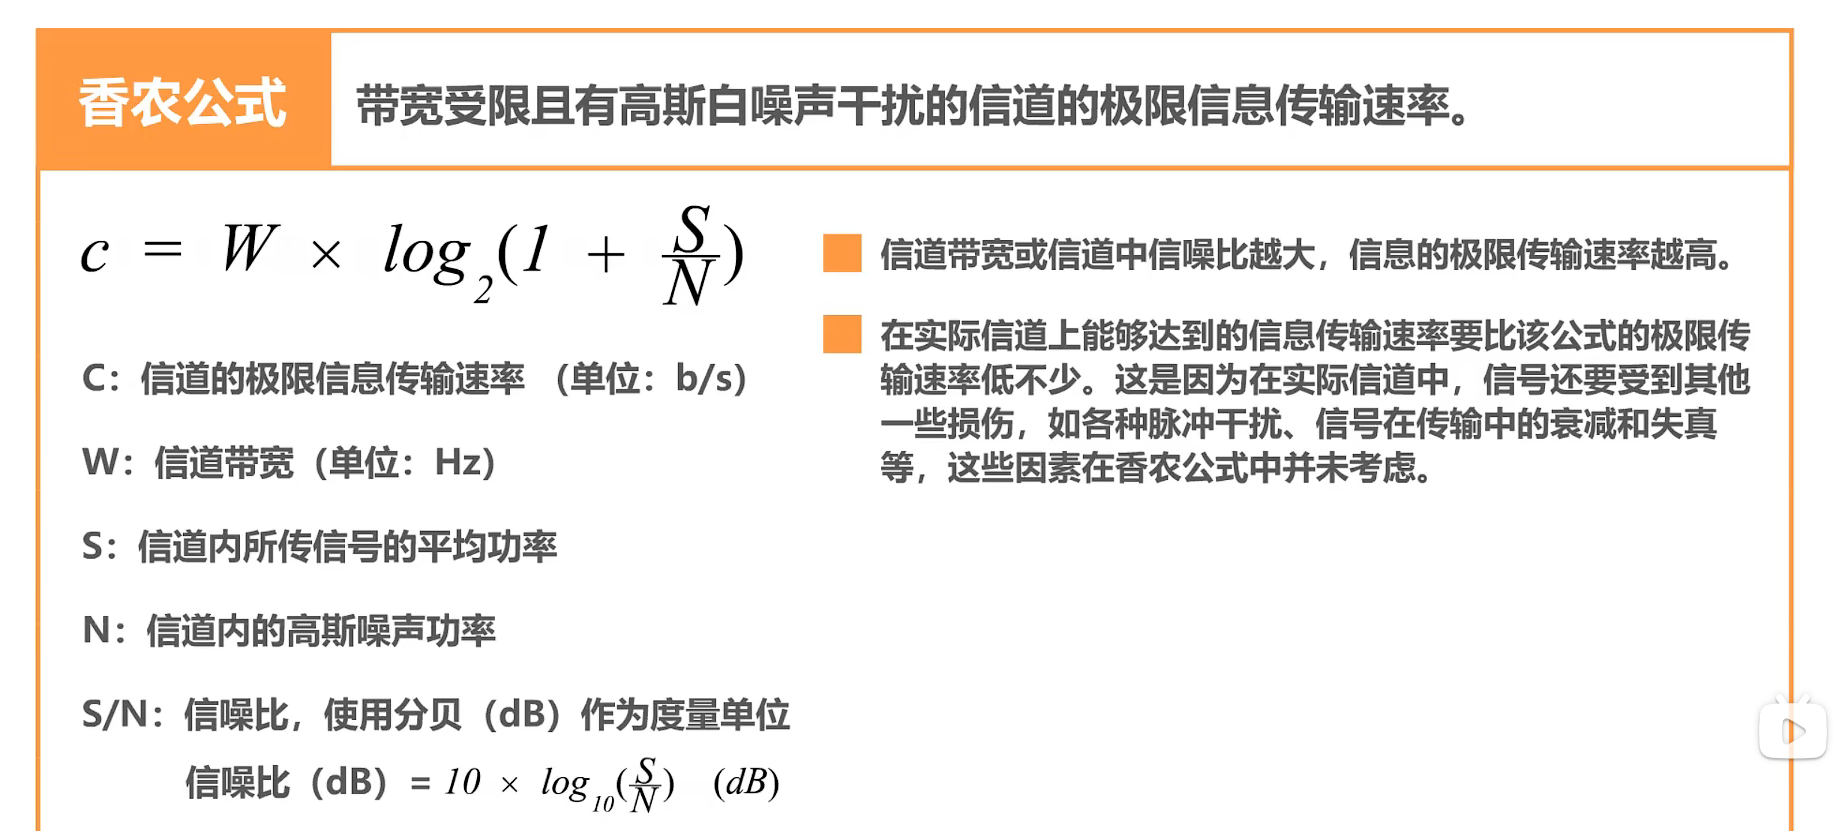 香农公式
带宽受限且有高斯白噪声干扰的信道的极限信息传输速率。
c = W × log₂(1 + S/N)
C：信道的极限信息传输速率 （单位：b/s）
W：信道带宽（单位：Hz）
S：信道内所传信号的平均功率
N：信道内的高斯噪声功率
S/N：信噪比，使用分贝（dB）作为度量单位
信噪比（dB）= 10 × log₁₀(S/N) (dB)
信道带宽或信道中信噪比越大，信息的极限传输速率越高。
在实际信道上能够达到的信息传输速率要比该公式的极限传
输速率低不少。这是因为在实际信道中，信号还要受到其他
一些损伤，如各种脉冲干扰、信号在传输中的衰减和失真
等，这些因素在香农公式中并未考虑。